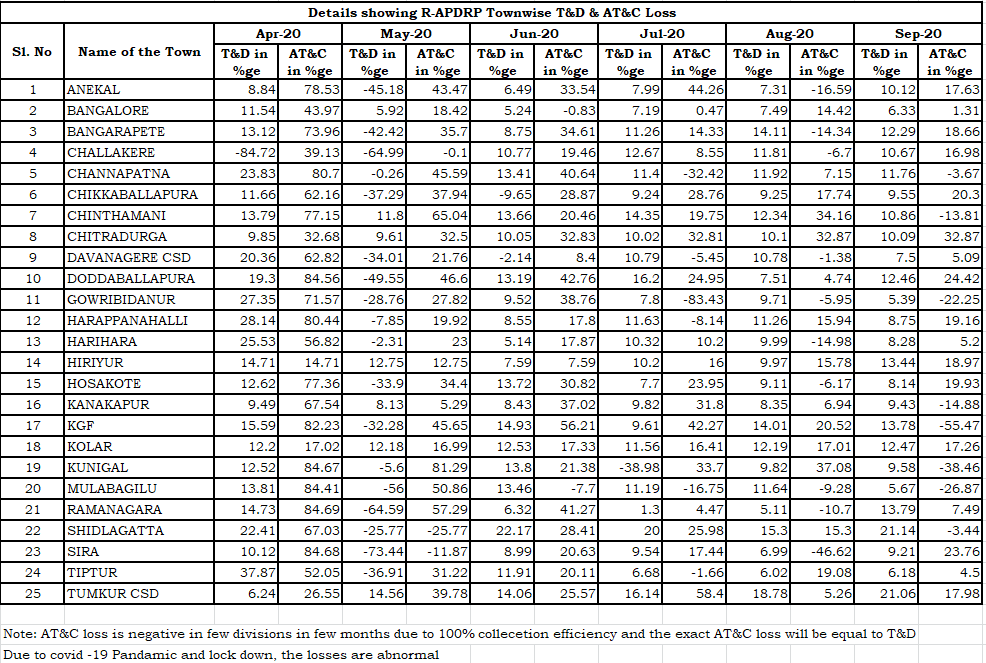 Details showing R-APDRP Townwise T&D & AT&C Loss
Sl. No Name of the Town Apr-20 May-20 Jun-20 Jul-20 Aug-20 Sep-20
T&D in %ge AT&C in %ge T&D in %ge AT&C in %ge T&D in %ge AT&C in %ge T&D in %ge AT&C in %ge T&D in %ge AT&C in %ge T&D in %ge AT&C in %ge
1 ANEKAL 8.84 78.53 -45.18 43.47 6.49 33.54 7.99 44.26 7.31 -16.59 10.12 17.63
2 BANGALORE 11.54 43.97 5.92 18.42 5.24 -0.83 7.19 0.47 7.49 14.42 6.33 1.31
3 BANGARAPETE 13.12 73.96 -42.42 35.7 8.75 34.61 11.26 14.33 14.11 -14.34 12.29 18.66
4 CHALLAKERE -84.72 39.13 -64.99 -0.1 10.77 19.46 12.67 8.55 11.81 -6.7 10.67 16.98
5 CHANNAPATNA 23.83 80.7 -0.26 45.59 13.41 40.64 11.4 -32.42 11.92 7.15 11.76 -3.67
6 CHIKKABALLAPURA 11.66 62.16 -37.29 37.94 -9.65 28.87 9.24 28.76 9.25 17.74 9.55 20.3
7 CHINTHAMANI 13.79 77.15 11.8 65.04 13.66 20.46 14.35 19.75 12.34 34.16 10.86 -13.81
8 CHITRADURGA 9.85 32.68 9.61 32.5 10.05 32.83 10.02 32.81 10.1 32.87 10.09 32.87
9 DAVANAGERE CSD 20.36 62.82 -34.01 21.76 -2.14 8.4 10.79 -5.45 10.78 -1.38 7.5 5.09
10 DODDABALLAPURA 19.3 84.56 -49.55 46.6 13.19 42.76 16.2 24.95 7.51 4.74 12.46 24.42
11 GOWRIBIDANUR 27.35 71.57 -28.76 27.82 9.52 38.76 7.8 -83.43 9.71 -5.95 5.39 -22.25
12 HARAPPANAHALLI 28.14 80.44 -7.85 19.92 8.55 17.8 11.63 -8.14 11.26 15.94 8.75 19.16
13 HARIHARA 25.53 56.82 -2.31 23 5.14 17.87 10.32 10.2 9.99 -14.98 8.28 5.2
14 HIRIYUR 14.71 14.71 12.75 12.75 7.59 7.59 10.2 16 9.97 15.78 13.44 18.97
15 HOSAKOTE 12.62 77.36 -33.9 34.4 13.72 30.82 7.7 23.95 9.11 -6.17 8.14 19.93
16 KANAKAPUR 9.49 67.54 8.13 5.29 8.43 37.02 9.82 31.8 8.35 6.94 9.43 -14.88
17 KGF 15.59 82.23 -32.28 45.65 14.93 56.21 9.61 42.27 14.01 20.52 13.78 -55.47
18 KOLAR 12.2 17.02 12.18 16.99 12.53 17.33 11.56 16.41 12.19 17.01 12.47 17.26
19 KUNIGAL 12.52 84.67 -5.6 81.29 13.8 21.38 -38.98 33.7 9.82 37.08 9.58 -38.46
20 MULABAGILU 13.81 84.41 -56 50.86 13.46 -7.7 11.19 -16.75 11.64 -9.28 5.67 -26.87
21 RAMANAGARA 14.73 84.69 -64.59 57.29 6.32 41.27 1.3 4.47 5.11 -10.7 13.79 7.49
22 SHIDLAGATTA 22.41 67.03 -25.77 -25.77 22.17 28.41 20 25.98 15.3 15.3 21.14 -3.44
23 SIRA 10.12 84.68 -73.44 -11.87 8.99 20.63 9.54 17.44 6.99 -46.62 9.21 23.76
24 TIPTUR 37.87 52.05 -36.91 31.22 11.91 20.11 6.68 -1.66 6.02 19.08 6.18 4.5
25 TUMKUR CSD 6.24 26.55 14.56 39.78 14.06 25.57 16.14 58.4 18.78 5.26 21.06 17.98
Note: AT&C loss is negative in few divisions in few months due to 100% collecetion efficiency and the exact AT&C loss will be equal to T&D
Due to covid -19 Pandamic and lock down, the losses are abnormal